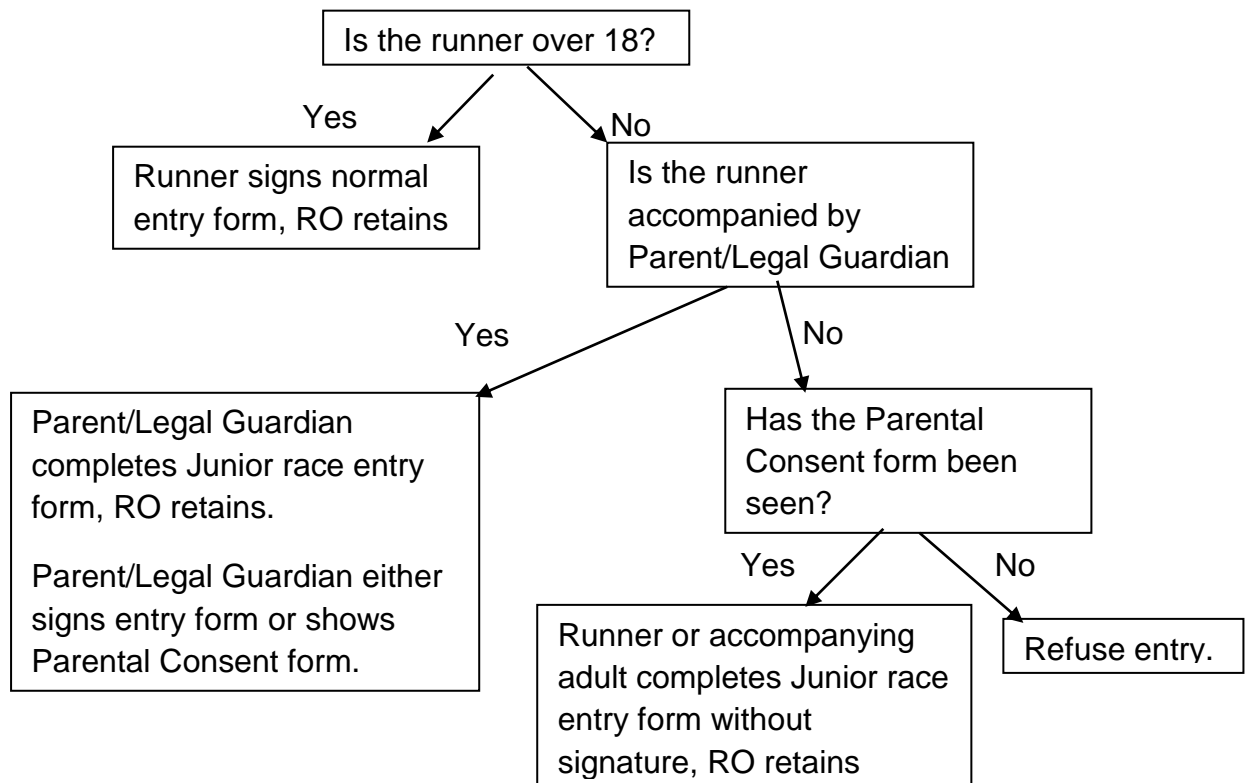 Is the runner over 18?
Yes
No
Runner signs normal
entry form, RO retains
Is the runner
accompanied by
Parent/Legal Guardian
Yes
No
Parent/Legal Guardian
completes Junior race entry
form, RO retains.
Parent/Legal Guardian either
signs entry form or shows
Parental Consent form.
Has the Parental
Consent form been
seen?
Yes
No
Runner or accompanying
adult completes Junior race
entry form without
signature, RO retains
Refuse entry.